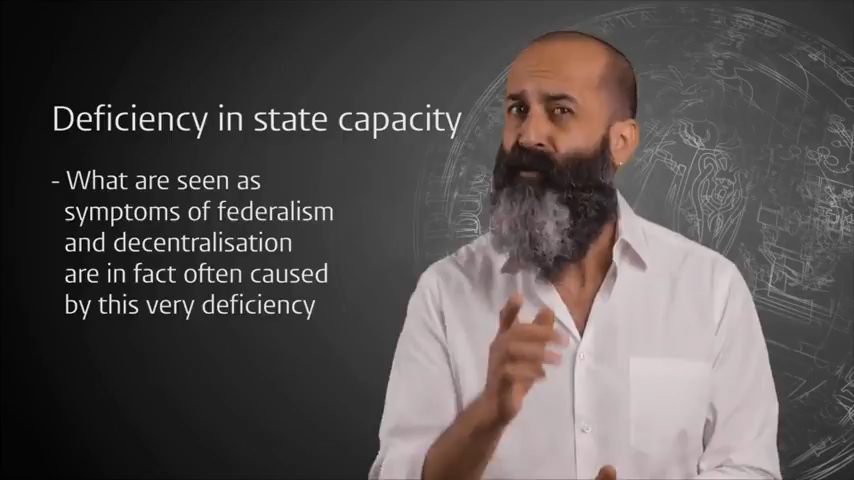 Deficiency in state capacity
- What are seen as
symptoms of federalism
and decentralisation
are in fact often caused
by this very deficiency